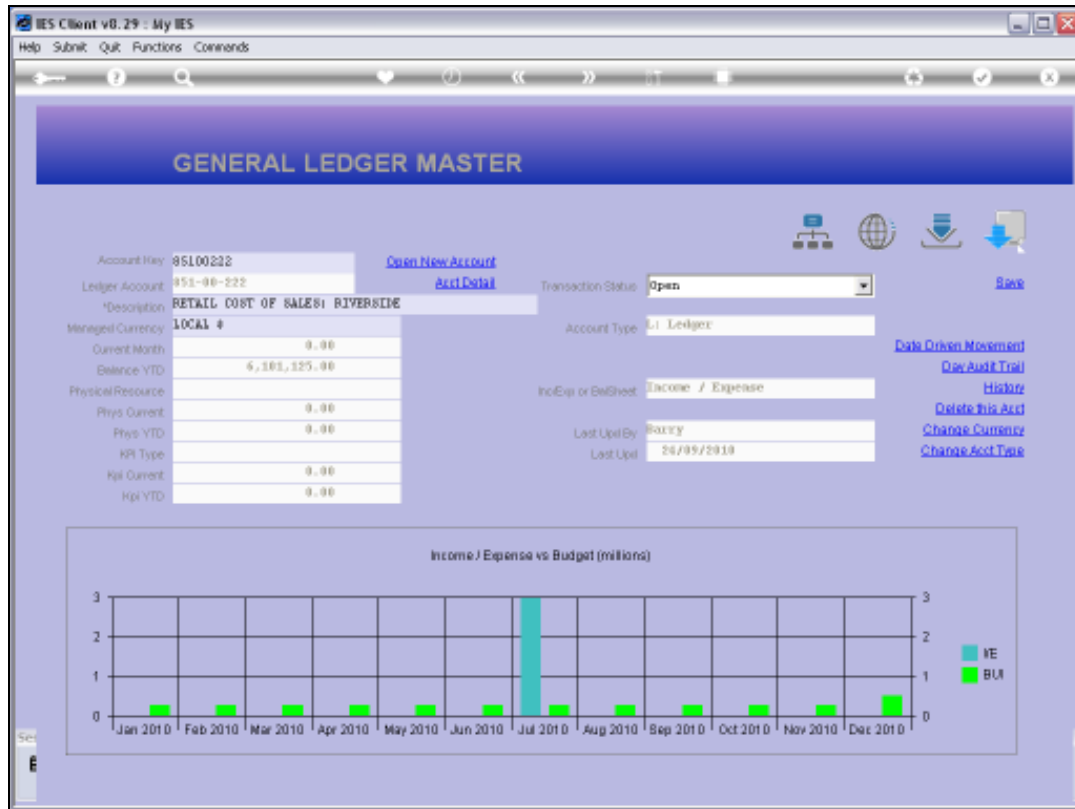 IES Client v8.29 : My IES
Help Submit Quit Functions Commands
GENERAL LEDGER MASTER
Account Key 85100222 Open New Account
Ledger Account 851-00-222 Acct Detail Transaction Status Open Save
*Description RETAIL COST OF SALES: RIVERSIDE
Managed Currency LOCAL # Account Type L: Ledger
Current Month 0.00 Date Driven Movement
Balance YTD 6,101,125.00 Day Audit Trail
Physical Resource Inc/Exp or BalSheet Income / Expense History
Phys Current 0.00 Delete this Acct
Phys YTD 0.00 Last Upd By Barry Change Currency
KPI Type Last Upd 26/09/2010 Change Acct Type
Kpi Current 0.00
Kpi YTD 0.00
Income / Expense vs Budget (millions)
3 3
2 2
I/E
1 1
BUI
0 0
Jan 2010 Feb 2010 Mar 2010 Apr 2010 May 2010 Jun 2010 Jul 2010 Aug 2010 Sep 2010 Oct 2010 Nov 2010 Dec 2010